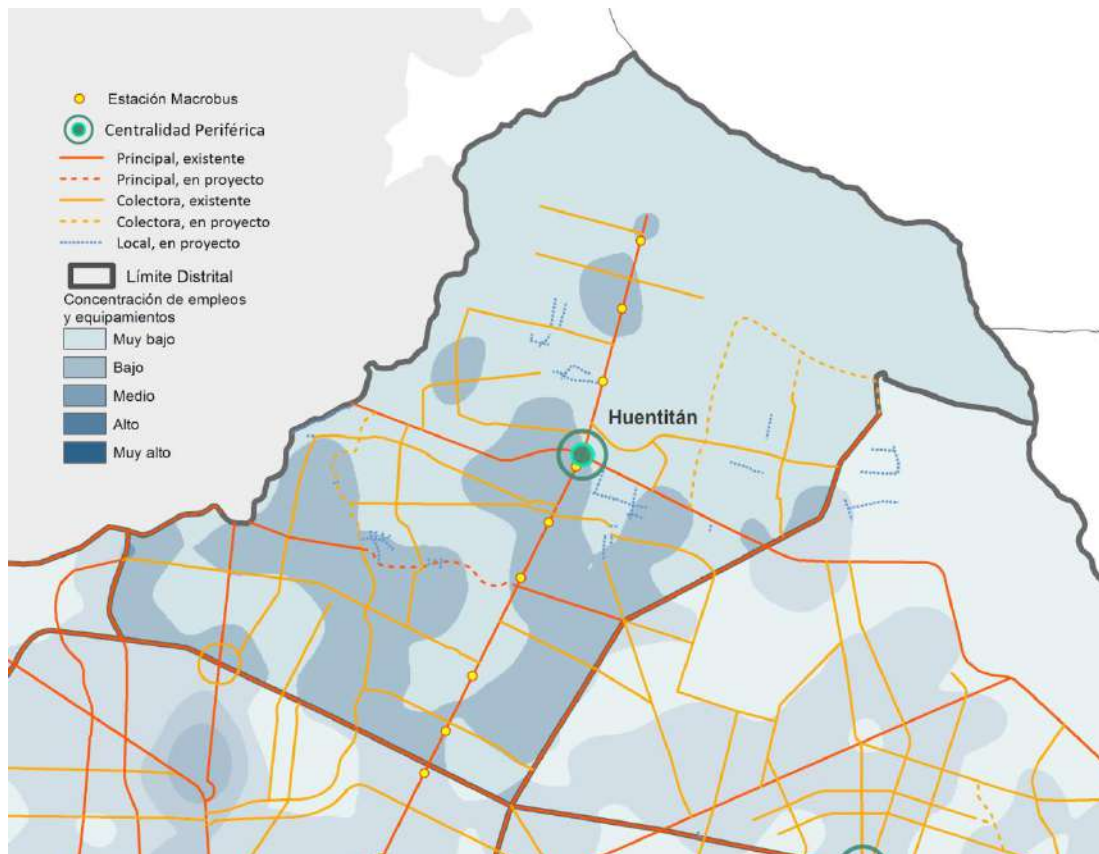 Estación Macrobus
Centralidad Periférica
Principal, existente
Principal, en proyecto
Colectora, existente
Colectora, en proyecto
Local, en proyecto
Límite Distrital
Concentración de empleos
y equipamientos
Muy bajo
Bajo
Medio
Alto
Muy alto
Huentitán